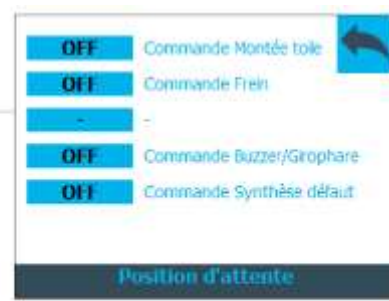 OFF Commande Montée toile
OFF Commande Frein
- -
OFF Commande Buzzer/Girophare
OFF Commande Synthèse défaut
Position d'attente